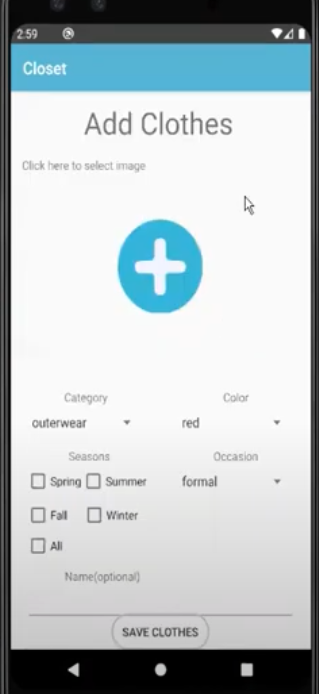 2:59
Closet
Add Clothes
Click here to select image
Category Color
outerwear red
Seasons Occasion
Spring Summer formal
Fall Winter
All
Name(optional)
SAVE CLOTHES